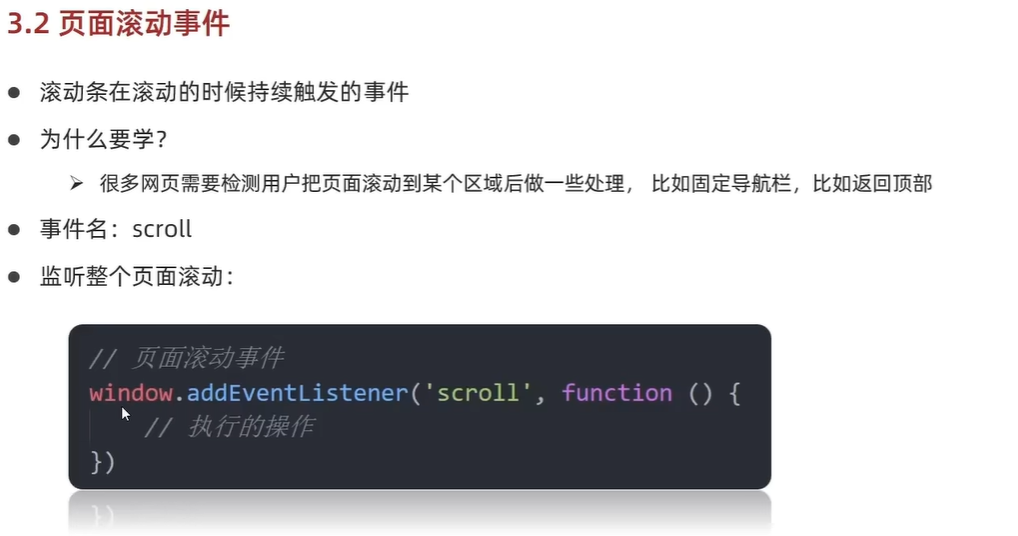 3.2 页面滚动事件
滚动条在滚动的时候持续触发的事件
为什么要学？
很多网页需要检测用户把页面滚动到某个区域后做一些处理， 比如固定导航栏，比如返回顶部
事件名：scroll
监听整个页面滚动：
// 页面滚动事件
window.addEventListener('scroll', function () {
// 执行的操作
})